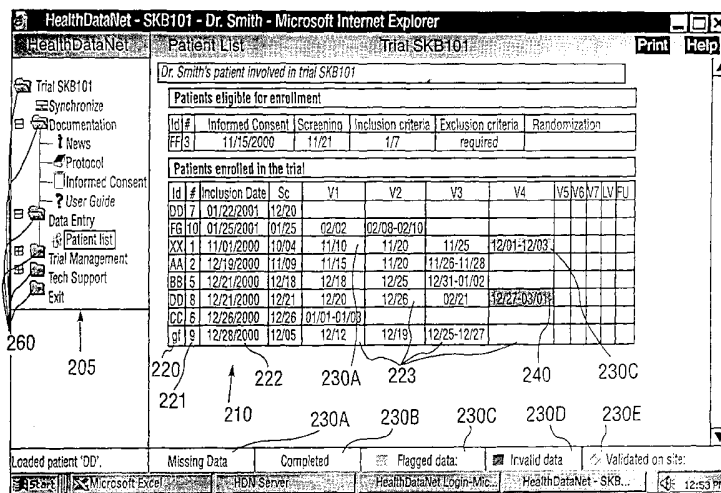 HealthDataNet - SKB101 - Dr. Smith - Microsoft Internet Explorer
HealthDataNet Patient List Trial SKB101 Print Help
Dr. Smith's patient involved in trial SKB101
Trial SKB101
Synchronize
Documentation
News
Protocol
Informed Consent
User Guide
Data Entry
Patient list
Trial Management
Tech Support
Exit
260
205
Patients eligible for enrollment
Id # Informed Consent Screening Inclusion criteria Exclusion criteria Randomization
FF 3 11/15/2000 11/21 1/7 required
Patients enrolled in the trial
Id # Inclusion Date Sc V1 V2 V3 V4 V5 V6 V7 LV FU
DD 7 01/22/2001 12/20
FG 10 01/25/2001 01/25 02/02 02/08-02/10
XX 1 11/01/2000 10/04 11/10 11/20 11/25 12/01-12/03
AA 2 12/19/2000 11/09 11/15 11/20 11/26-11/28
BB 5 12/21/2000 12/18 12/18 12/25 12/31-01/02
DD 8 12/21/2000 12/21 12/20 12/26 02/21 12/27-03/01
CC 6 12/26/2000 12/26 01/01-01/03
gf 9 12/28/2000 12/05 12/12 12/19 12/25-12/27
220 222 230A 223 240 230C
221 210 230A 230B 230C 230D 230E
Loaded patient 'DD'. Missing Data Completed Flagged data: Invalid data Validated on site:
Start Microsoft Excel HDN Server HealthDataNet Login-Mic... HealthDataNet - SKB... 12:53 P